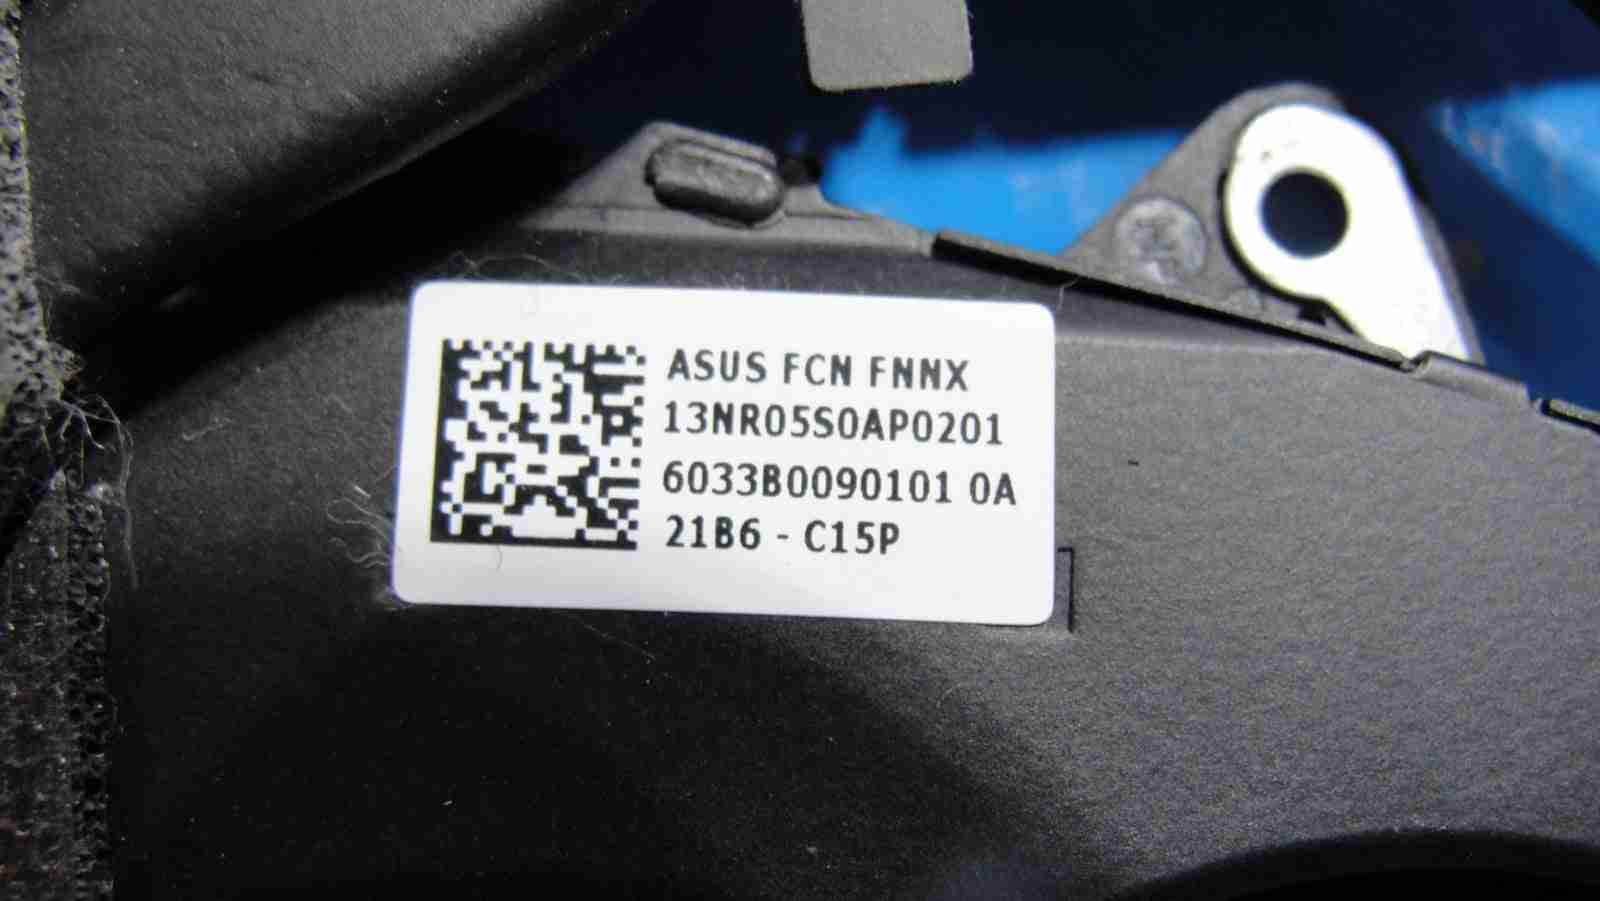 ASUS FCN FNNX
13NR05S0AP0201
6033B0090101 0A
21B6 - C15P